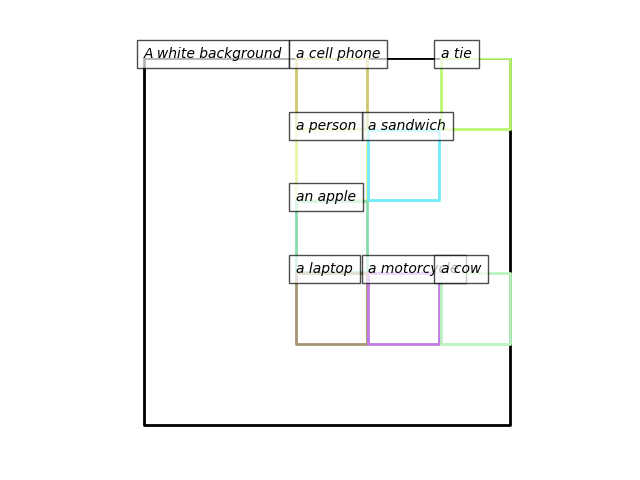 A white background
a cell phone
a tie
a person
a sandwich
an apple
a laptop
a motorcycle
a cow